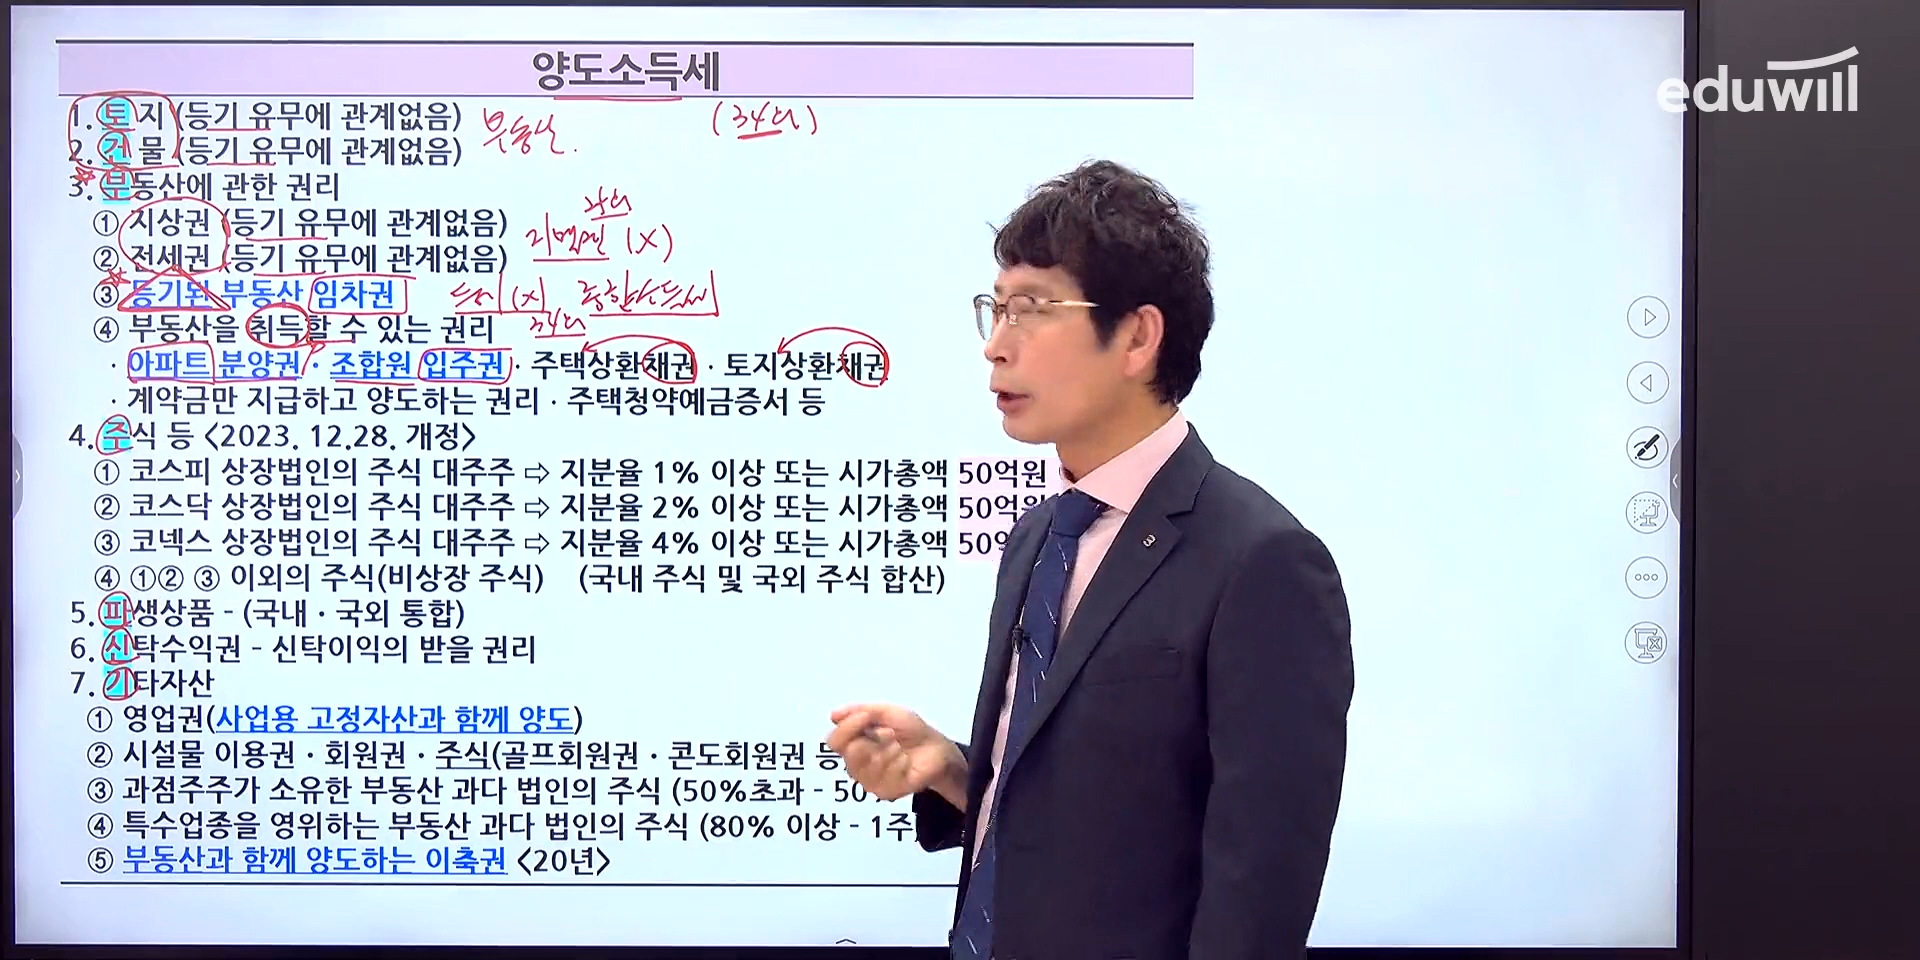 eduwill
양도소득세
1. 토 지 (등기 유무에 관계없음) 부동산. (34회)
2. 건 물 (등기 유무에 관계없음)
3. 부동산에 관한 권리
① 지상권 (등기 유무에 관계없음)
② 전세권 (등기 유무에 관계없음) 지역권 (X)
③ 등기된 부동산 임차권 등기 (X) 종합소득세
④ 부동산을 취득할 수 있는 권리 34회
· 아파트 분양권 · 조합원 입주권 · 주택상환채권 · 토지상환채권
· 계약금만 지급하고 양도하는 권리 · 주택청약예금증서 등
4. 주식 등 <2023. 12.28. 개정>
① 코스피 상장법인의 주식 대주주 ⇨ 지분율 1% 이상 또는 시가총액 50억원
② 코스닥 상장법인의 주식 대주주 ⇨ 지분율 2% 이상 또는 시가총액 50억원
③ 코넥스 상장법인의 주식 대주주 ⇨ 지분율 4% 이상 또는 시가총액 50억
④ ①② ③ 이외의 주식(비상장 주식) (국내 주식 및 국외 주식 합산)
5. 파생상품 - (국내 · 국외 통합)
6. 신탁수익권 - 신탁이익의 받을 권리
7. 기타자산
① 영업권(사업용 고정자산과 함께 양도)
② 시설물 이용권 · 회원권 · 주식(골프회원권 · 콘도회원권 등
③ 과점주주가 소유한 부동산 과다 법인의 주식 (50%초과 - 50%
④ 특수업종을 영위하는 부동산 과다 법인의 주식 (80% 이상 - 1주
⑤ 부동산과 함께 양도하는 이축권 <20년>